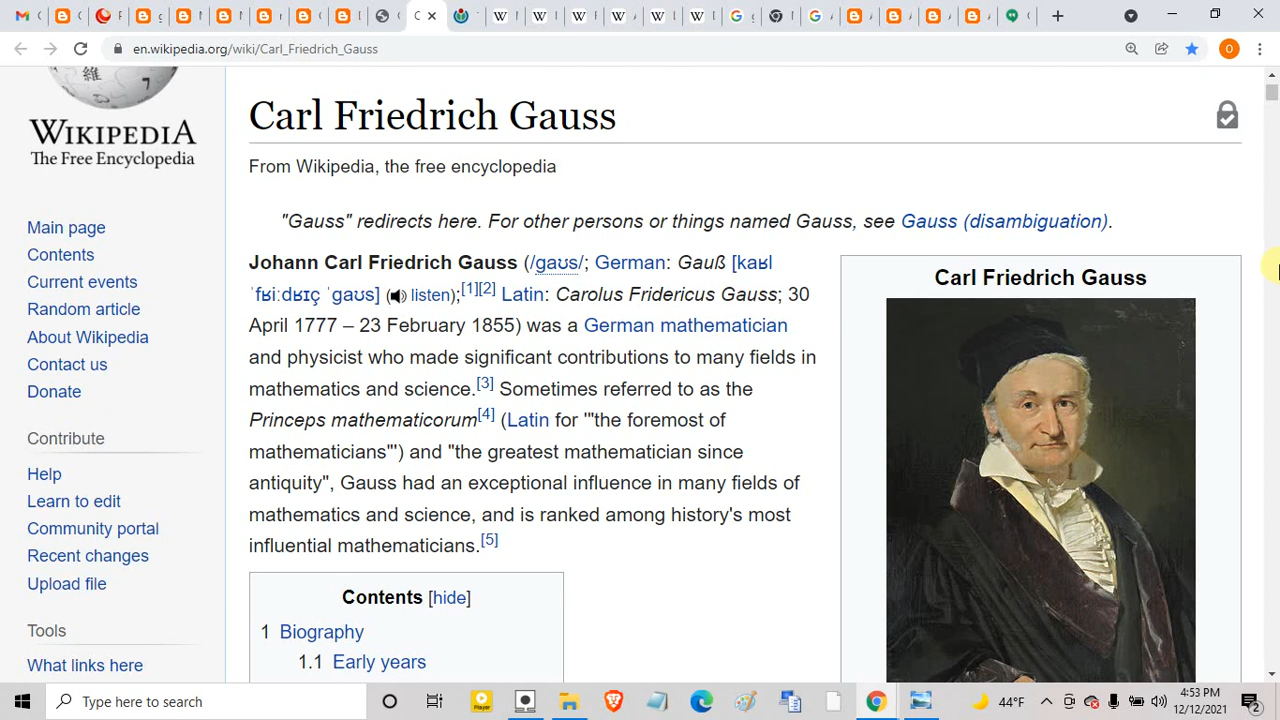 en.wikipedia.org/wiki/Carl_Friedrich_Gauss
WIKIPEDIA
The Free Encyclopedia
Main page
Contents
Current events
Random article
About Wikipedia
Contact us
Donate
Contribute
Help
Learn to edit
Community portal
Recent changes
Upload file
Tools
What links here
Carl Friedrich Gauss
From Wikipedia, the free encyclopedia
"Gauss" redirects here. For other persons or things named Gauss, see Gauss (disambiguation).
Johann Carl Friedrich Gauss (/ɡaʊs/; German: Gauß [kaʁl
ˈfʁiːdʁɪç ˈɡaʊs] (listen);[1][2] Latin: Carolus Fridericus Gauss; 30
April 1777 – 23 February 1855) was a German mathematician
and physicist who made significant contributions to many fields in
mathematics and science.[3] Sometimes referred to as the
Princeps mathematicorum[4] (Latin for '"the foremost of
mathematicians"') and "the greatest mathematician since
antiquity", Gauss had an exceptional influence in many fields of
mathematics and science, and is ranked among history's most
influential mathematicians.[5]
Contents [hide]
1 Biography
1.1 Early years
Carl Friedrich Gauss
Type here to search
44°F
4:53 PM
12/12/2021
2